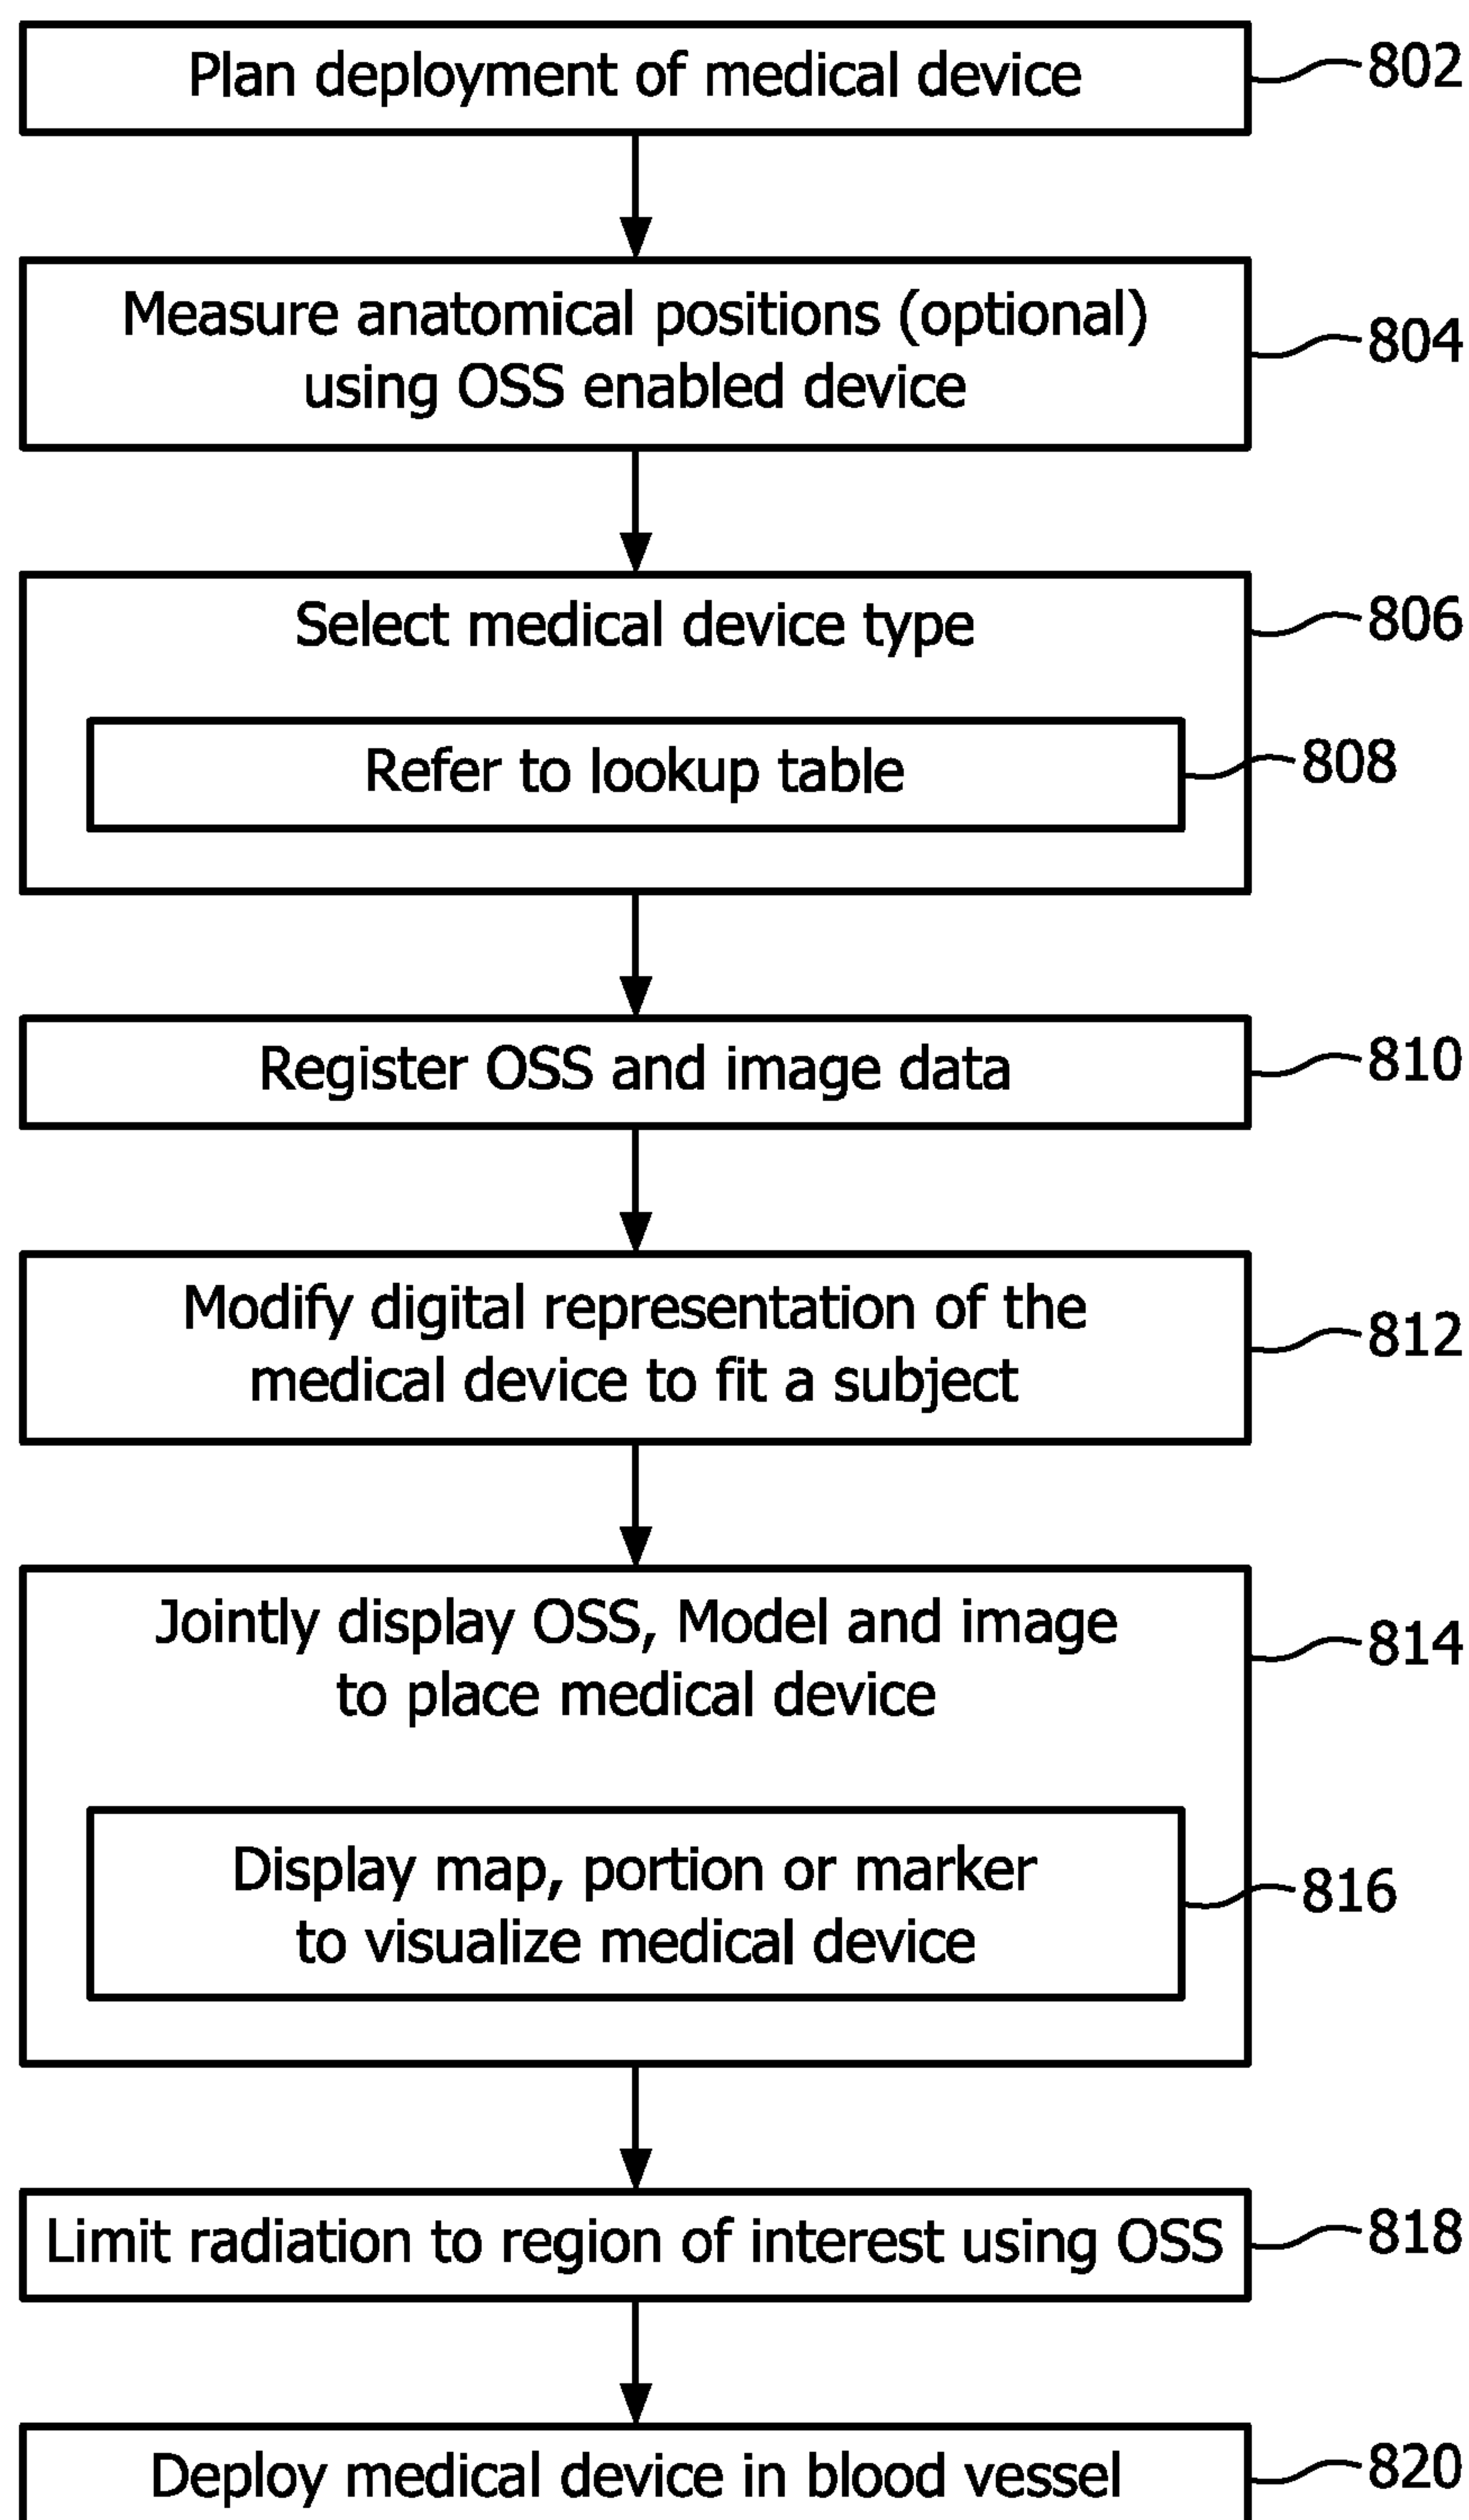 Plan deployment of medical device
802
Measure anatomical positions (optional)
using OSS enabled device
804
Select medical device type
806
Refer to lookup table
808
Register OSS and image data
810
Modify digital representation of the
medical device to fit a subject
812
Jointly display OSS, Model and image
to place medical device
814
Display map, portion or marker
to visualize medical device
816
Limit radiation to region of interest using OSS
818
Deploy medical device in blood vessel
820